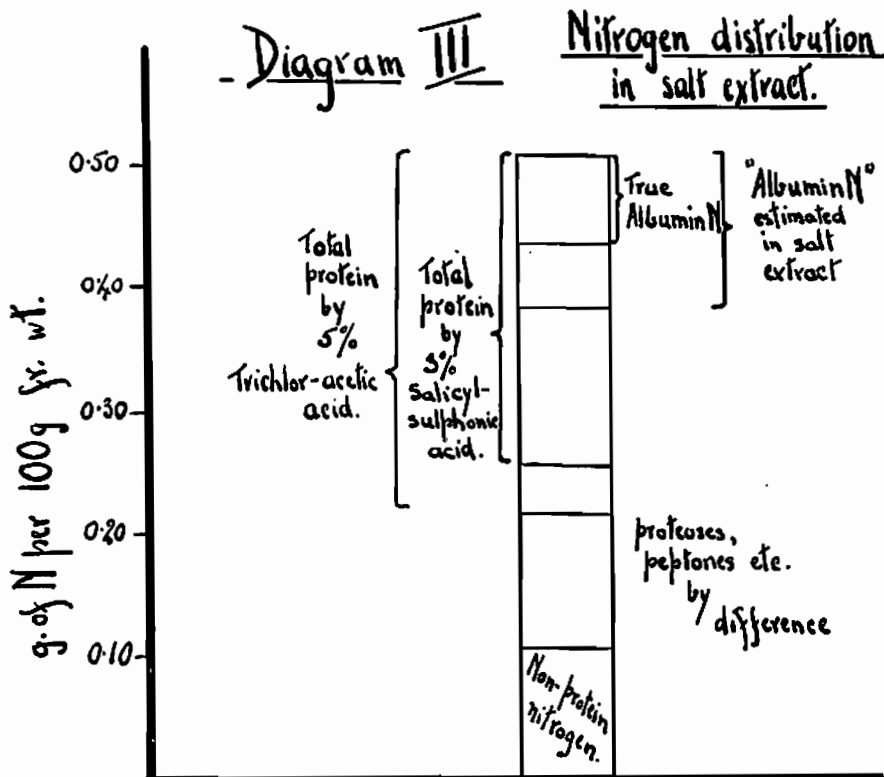 Diagram III
Nitrogen distribution
in salt extract.
g. of N per 100g fr. wt.
0.50
0.40
0.30
0.20
0.10
Total
protein
by
5%
Trichlor-acetic
acid.
Total
protein
by
3%
Salicyl-
sulphonic
acid.
True
Albumin N
"Albumin N"
estimated
in salt
extract
proteoses,
peptones etc.
by
difference
Non-protein
nitrogen.